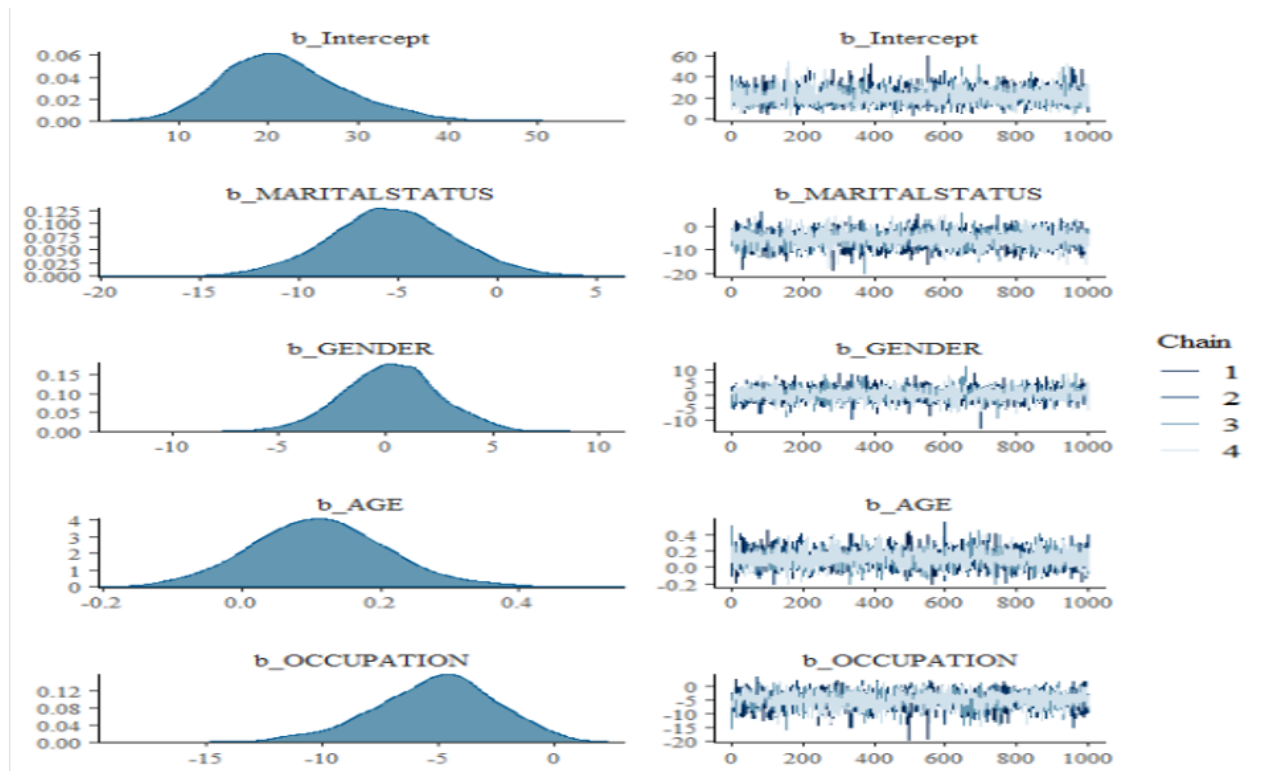 b_Intercept b_Intercept
0.06 60
0.04 40
0.02 20
0.00 0
10 20 30 40 50 0 200 400 600 800 1000
b_MARITALSTATUS b_MARITALSTATUS
0.125
0.100 0
0.075
0.050 -10
0.025
0.000 -20
-20 -15 -10 -5 0 5 0 200 400 600 800 1000
b_GENDER b_GENDER
Chain
10
0.15 5
1
0.10 0
2
0.05 -5
3
0.00 -10
-10 -5 0 5 10 0 200 400 600 800 1000
4
b_AGE b_AGE
4
3 0.4
2 0.2
1 0.0
0 -0.2
-0.2 0.0 0.2 0.4 0 200 400 600 800 1000
b_OCCUPATION b_OCCUPATION
0.12 0
-5
0.08 -10
0.04 -15
0.00 -20
-15 -10 -5 0 0 200 400 600 800 1000